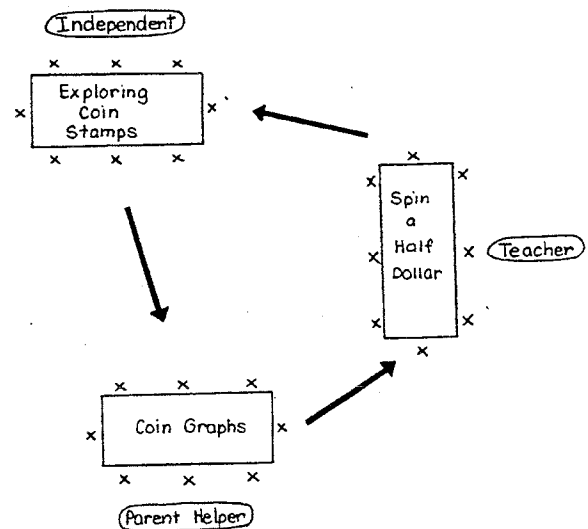 Independent
Exploring
Coin
Stamps
Spin
a
Half
Dollar
Teacher
Coin Graphs
Parent Helper